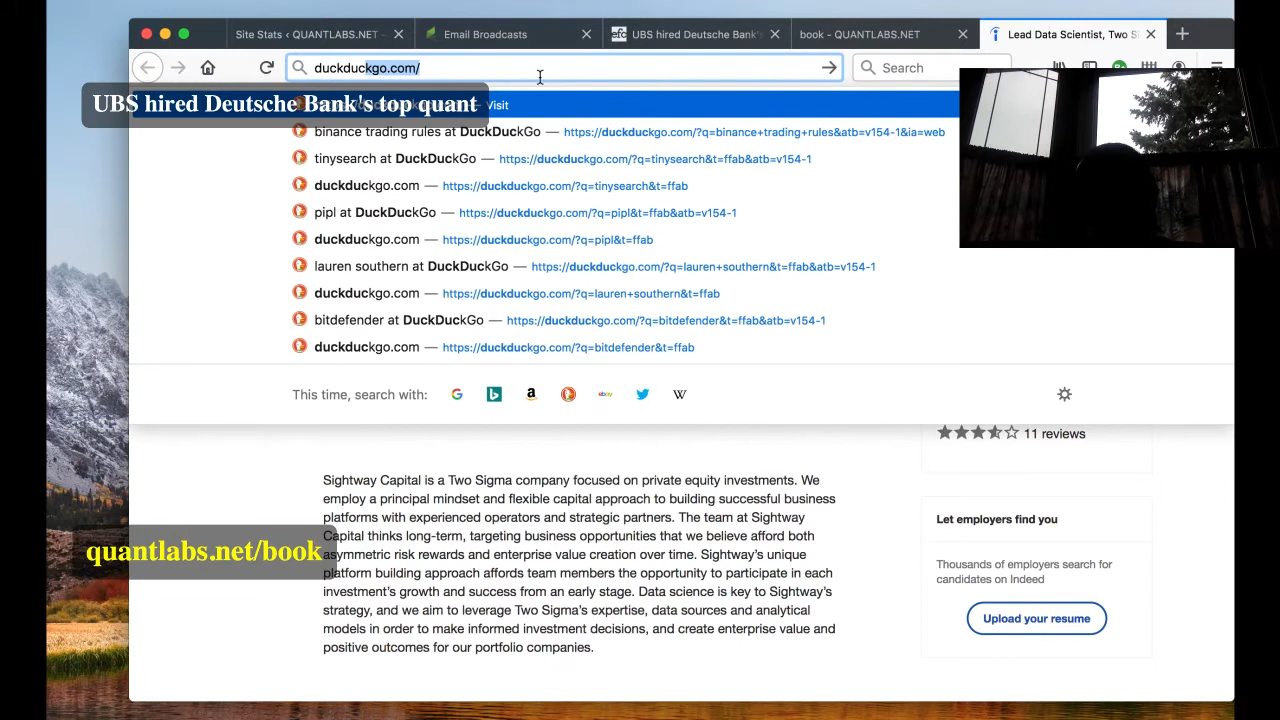 Site Stats ‹ QUANTLABS.NET –
Email Broadcasts
efc
UBS hired Deutsche Bank's
book - QUANTLABS.NET
Lead Data Scientist, Two S
duckduckgo.com/
Search
UBS hired Deutsche Bank's top quant
— Visit
binance trading rules at DuckDuckGo — https://duckduckgo.com/?q=binance+trading+rules&atb=v154-1&ia=web
tinysearch at DuckDuckGo — https://duckduckgo.com/?q=tinysearch&t=ffab&atb=v154-1
duckduckgo.com — https://duckduckgo.com/?q=tinysearch&t=ffab
pipl at DuckDuckGo — https://duckduckgo.com/?q=pipl&t=ffab&atb=v154-1
duckduckgo.com — https://duckduckgo.com/?q=pipl&t=ffab
lauren southern at DuckDuckGo — https://duckduckgo.com/?q=lauren+southern&t=ffab&atb=v154-1
duckduckgo.com — https://duckduckgo.com/?q=lauren+southern&t=ffab
bitdefender at DuckDuckGo — https://duckduckgo.com/?q=bitdefender&t=ffab&atb=v154-1
duckduckgo.com — https://duckduckgo.com/?q=bitdefender&t=ffab
This time, search with:
G
b
a
ebay
W
11 reviews
Sightway Capital is a Two Sigma company focused on private equity investments. We
employ a principal mindset and flexible capital approach to building successful business
platforms with experienced operators and strategic partners. The team at Sightway
Capital thinks long-term, targeting business opportunities that we believe afford both
asymmetric risk rewards and enterprise value creation over time. Sightway's unique
platform building approach affords team members the opportunity to participate in each
investment's growth and success from an early stage. Data science is key to Sightway's
strategy, and we aim to leverage Two Sigma's expertise, data sources and analytical
models in order to make informed investment decisions, and create enterprise value and
positive outcomes for our portfolio companies.
Let employers find you
Thousands of employers search for
candidates on Indeed
Upload your resume
quantlabs.net/book